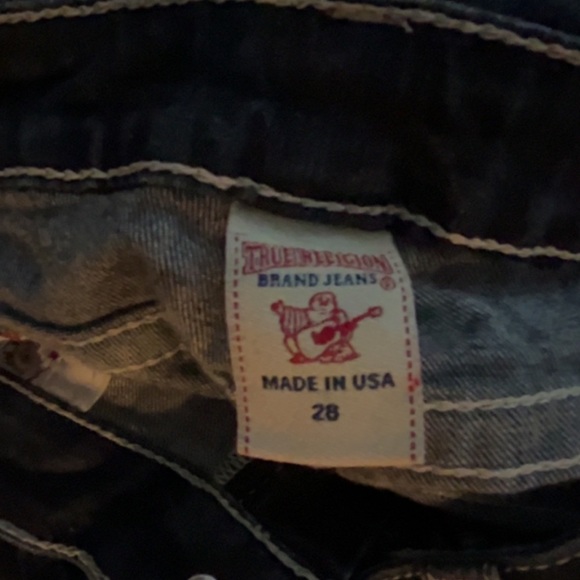 TRUE RELIGION
BRAND JEANS®
MADE IN USA
28